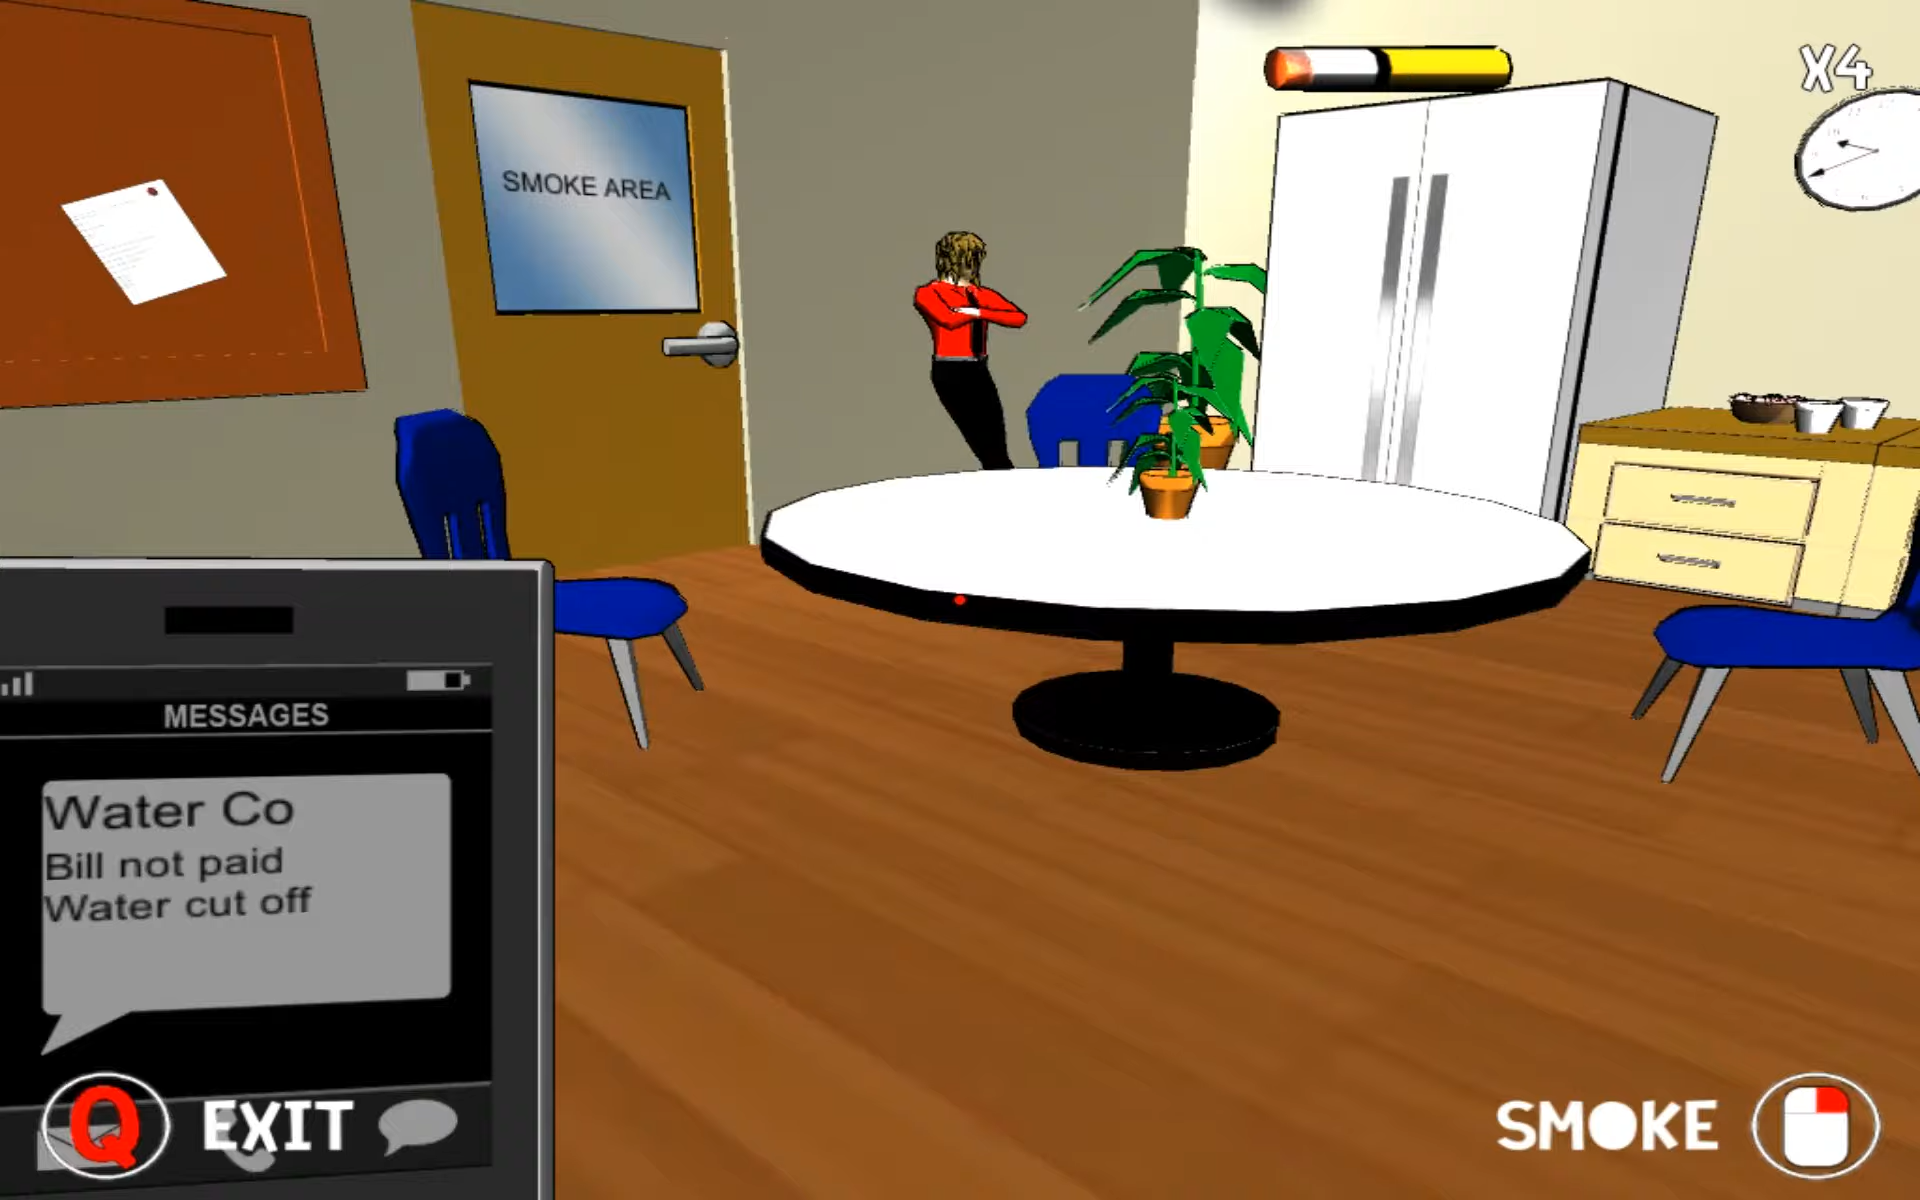 X4
SMOKE AREA
MESSAGES
Water Co
Bill not paid
Water cut off
Q EXIT
SMOKE